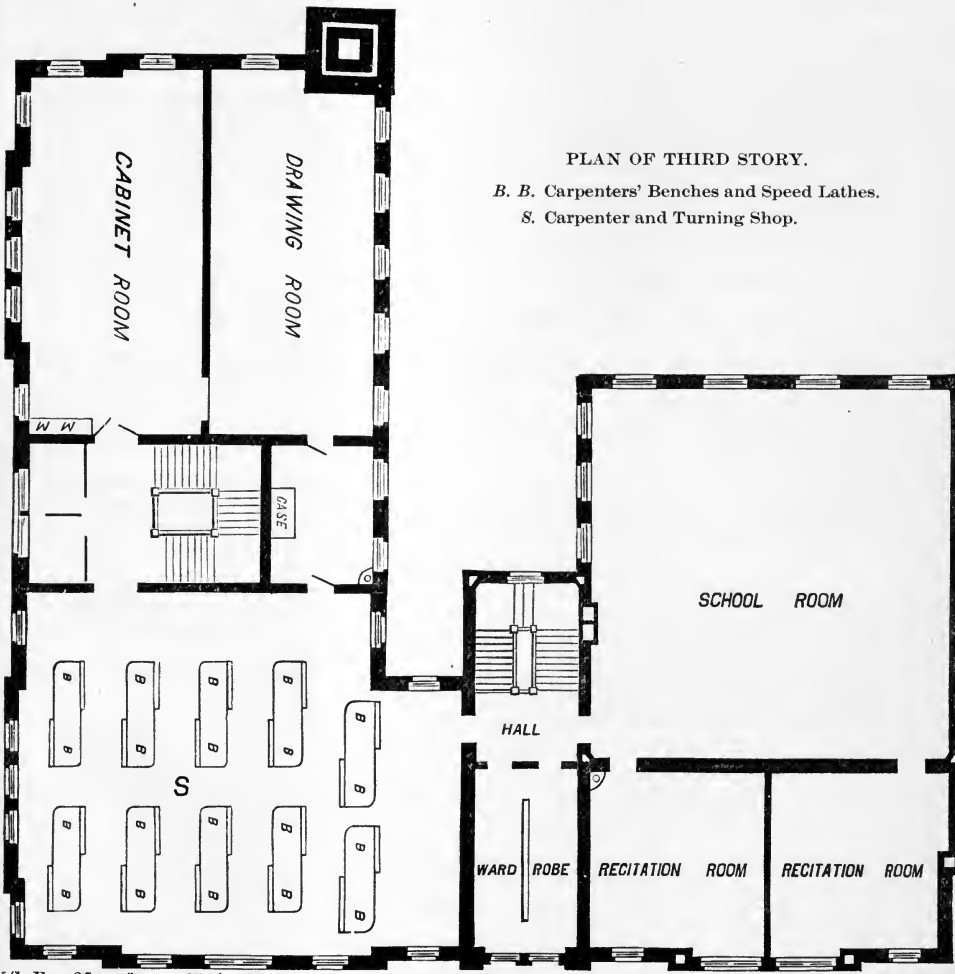 PLAN OF THIRD STORY.
B. B. Carpenters' Benches and Speed Lathes.
S. Carpenter and Turning Shop.
CABINET ROOM
DRAWING ROOM
W W
CASE
SCHOOL ROOM
HALL
B B B B B
B B B B B
S
B B B B B
B B B B B
WARD ROBE
RECITATION ROOM
RECITATION ROOM